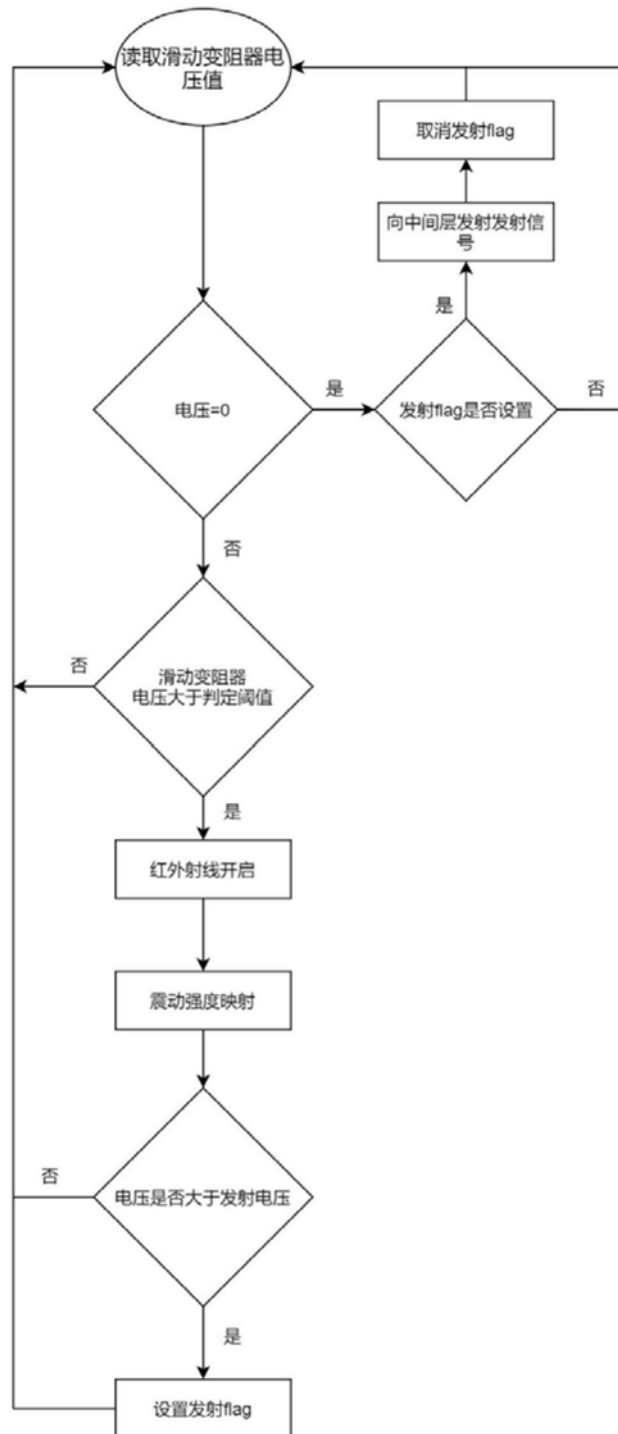 读取滑动变阻器电
压值
取消发射flag
向中间层发射发射信
号
是
电压=0
是
发射flag是否设置
否
否
否
滑动变阻器
电压大于判定阈值
是
红外射线开启
震动强度映射
否
电压是否大于发射电压
是
设置发射flag